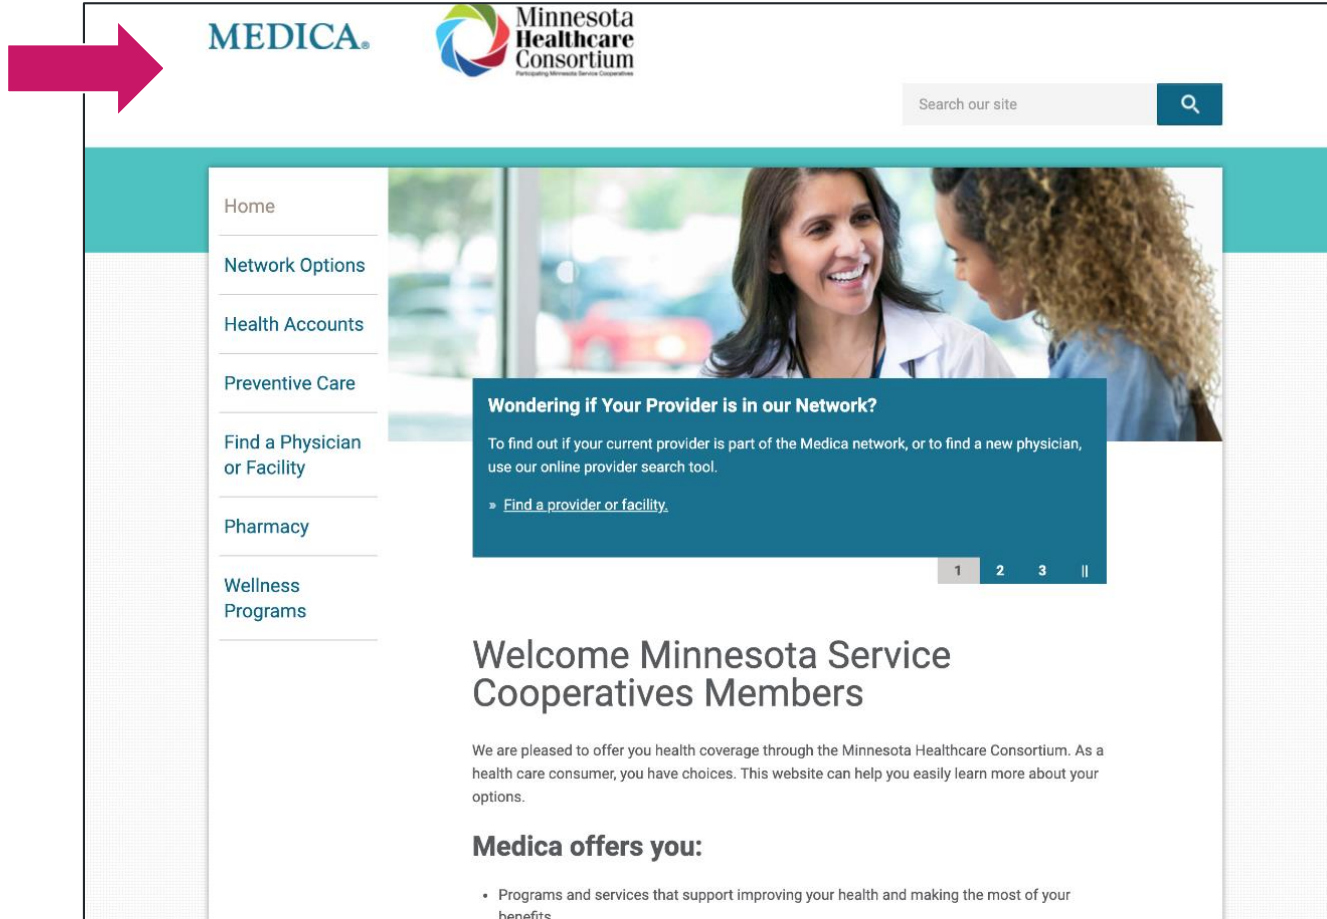 MEDICA®
Minnesota
Healthcare
Consortium
Participating Minnesota Service Cooperatives
Search our site
Home
Network Options
Health Accounts
Preventive Care
Find a Physician
or Facility
Pharmacy
Wellness
Programs
Wondering if Your Provider is in our Network?
To find out if your current provider is part of the Medica network, or to find a new physician,
use our online provider search tool.
» Find a provider or facility.
1 2 3 ||
Welcome Minnesota Service
Cooperatives Members
We are pleased to offer you health coverage through the Minnesota Healthcare Consortium. As a
health care consumer, you have choices. This website can help you easily learn more about your
options.
Medica offers you:
• Programs and services that support improving your health and making the most of your
benefits